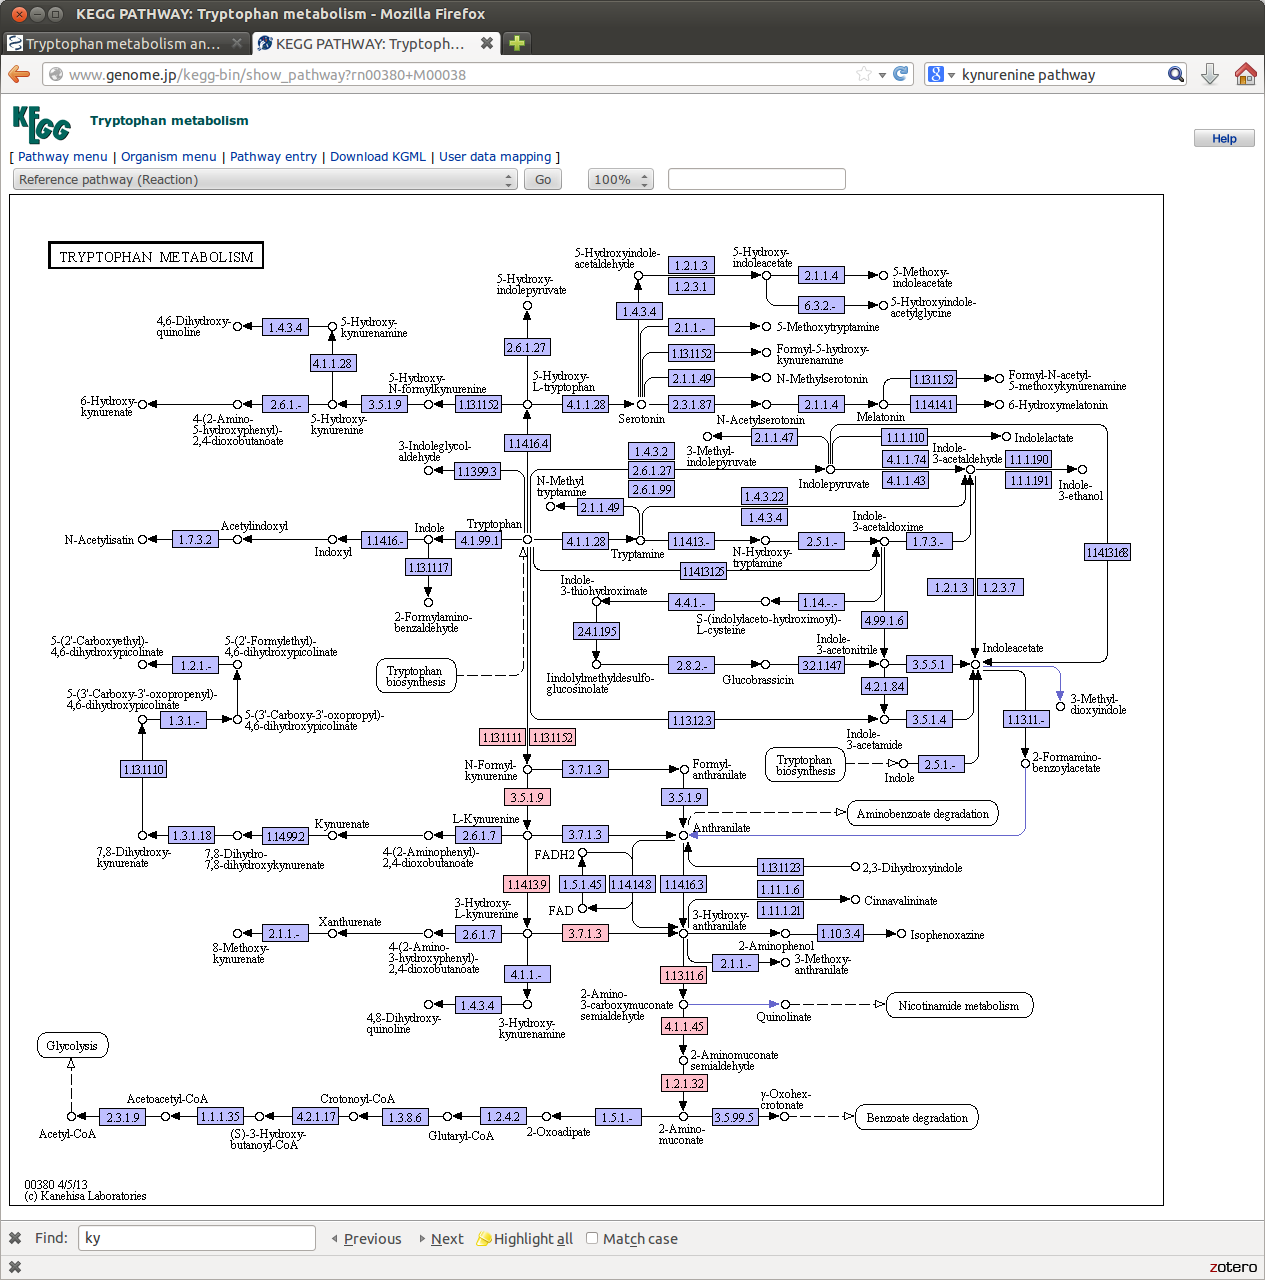 KEGG PATHWAY: Tryptophan metabolism - Mozilla Firefox
Tryptophan metabolism an...
KEGG PATHWAY: Tryptoph...
www.genome.jp/kegg-bin/show_pathway?rn00380+M00038
kynurenine pathway
KEGG
Tryptophan metabolism
Help
[ Pathway menu | Organism menu | Pathway entry | Download KGML | User data mapping ]
Reference pathway (Reaction)
Go
100%
TRYPTOPHAN METABOLISM
5-Hydroxyindole-
acetaldehyde
1.2.1.3
1.2.3.1
5-Hydroxy-
indoleacetate
2.1.1.4
5-Methoxy-
indoleacetate
6.3.2.-
5-Hydroxyindole-
acetylglycine
5-Hydroxy-
indolepyruvate
1.4.3.4
4,6-Dihydroxy-
quinoline
1.4.3.4
5-Hydroxy-
kynurenamine
2.1.1.-
5-Methoxytryptamine
2.6.1.27
1.13.11.52
Formyl-5-hydroxy-
kynurenamine
4.1.1.28
5-Hydroxy-
N-formylkynurenine
5-Hydroxy-
L-tryptophan
2.1.1.49
N-Methylserotonin
1.13.11.52
Formyl-N-acetyl-
5-methoxykynurenamine
6-Hydroxy-
kynurenate
4-(2-Amino-
5-hydroxyphenyl)-
2,4-dioxobutanoate
2.6.1.-
5-Hydroxy-
kynurenine
3.5.1.9
1.13.11.52
4.1.1.28
Serotonin
2.3.1.87
N-Acetylserotonin
2.1.1.4
Melatonin
1.14.14.1
6-Hydroxymelatonin
3-Indoleglycol-
aldehyde
1.14.16.4
1.13.99.3
1.4.3.2
2.6.1.27
2.6.1.99
3-Methyl-
indolepyruvate
2.1.1.47
1.1.1.110
Indolelactate
Indolepyruvate
4.1.1.74
4.1.1.43
Indole-
3-acetaldehyde
1.1.1.190
1.1.1.191
Indole-
3-ethanol
N-Methyl
tryptamine
2.1.1.49
1.4.3.22
1.4.3.4
N-Acetylisatin
1.7.3.2
Acetylindoxyl
Indoxyl
1.14.16.-
Indole
4.1.99.1
Tryptophan
4.1.1.28
Tryptamine
1.14.13.-
N-Hydroxy-
tryptamine
2.5.1.-
Indole-
3-acetaldoxime
1.7.3.-
1.14.13.168
1.13.11.17
2-Formylamino-
benzaldehyde
1.14.13.125
Indole-
3-thiohydroximate
4.4.1.-
S-(indolylaceto-hydroximoyl)-
L-cysteine
1.14.-.-
1.2.1.3
1.2.3.7
4.99.1.6
2.4.1.195
Indole-
3-acetonitrile
Indoleacetate
5-(2'-Carboxyethyl)-
4,6-dihydroxypicolinate
1.2.1.-
5-(2'-Formylethyl)-
4,6-dihydroxypicolinate
Tryptophan
biosynthesis
Iindolylmethyldesulfo-
glucosinolate
2.8.2.-
Glucobrassicin
3.2.1.147
3.5.5.1
4.2.1.84
3-Methyl-
dioxyindole
5-(3'-Carboxy-3'-oxopropenyl)-
4,6-dihydroxypicolinate
1.3.1.-
5-(3'-Carboxy-3'-oxopropyl)-
4,6-dihydroxypicolinate
1.13.12.3
Indole-
3-acetamide
3.5.1.4
1.13.11.-
1.13.11.11
1.13.11.52
Tryptophan
biosynthesis
Indole
2.5.1.-
2-Formamino-
benzoylacetate
1.13.11.10
N-Formyl-
kynurenine
3.7.1.3
Formyl-
anthranilate
3.5.1.9
3.5.1.9
Aminobenzoate degradation
7,8-Dihydroxy-
kynurenate
1.3.1.18
7,8-Dihydro-
7,8-dihydroxykynurenate
1.14.99.2
Kynurenate
4-(2-Aminophenyl)-
2,4-dioxobutanoate
2.6.1.7
L-Kynurenine
3.7.1.3
Anthranilate
FADH2
1.14.13.9
1.5.1.45
1.14.14.8
1.14.16.3
1.13.11.23
2,3-Dihydroxyindole
FAD
1.11.1.6
1.11.1.21
Cinnavalininate
8-Methoxy-
kynurenate
2.1.1.-
Xanthurenate
4-(2-Amino-
3-hydroxyphenyl)-
2,4-dioxobutanoate
2.6.1.7
3-Hydroxy-
L-kynurenine
3.7.1.3
3-Hydroxy-
anthranilate
2-Aminophenol
1.10.3.4
Isophenoxazine
2.1.1.-
3-Methoxy-
anthranilate
4.1.1.-
1.13.11.6
4,8-Dihydroxy-
quinoline
1.4.3.4
3-Hydroxy-
kynurenamine
2-Amino-
3-carboxymuconate
semialdehyde
Quinolinate
Nicotinamide metabolism
4.1.1.45
Glycolysis
2-Aminomuconate
semialdehyde
1.2.1.32
Acetyl-CoA
2.3.1.9
Acetoacetyl-CoA
1.1.1.35
(S)-3-Hydroxy-
butanoyl-CoA
4.2.1.17
Crotonoyl-CoA
1.3.8.6
Glutaryl-CoA
1.2.4.2
2-Oxoadipate
1.5.1.-
2-Amino-
muconate
3.5.99.5
γ-Oxohex-
crotonate
Benzoate degradation
00380 4/5/13
(c) Kanehisa Laboratories
Find: ky Previous Next Highlight all Match case
zotero